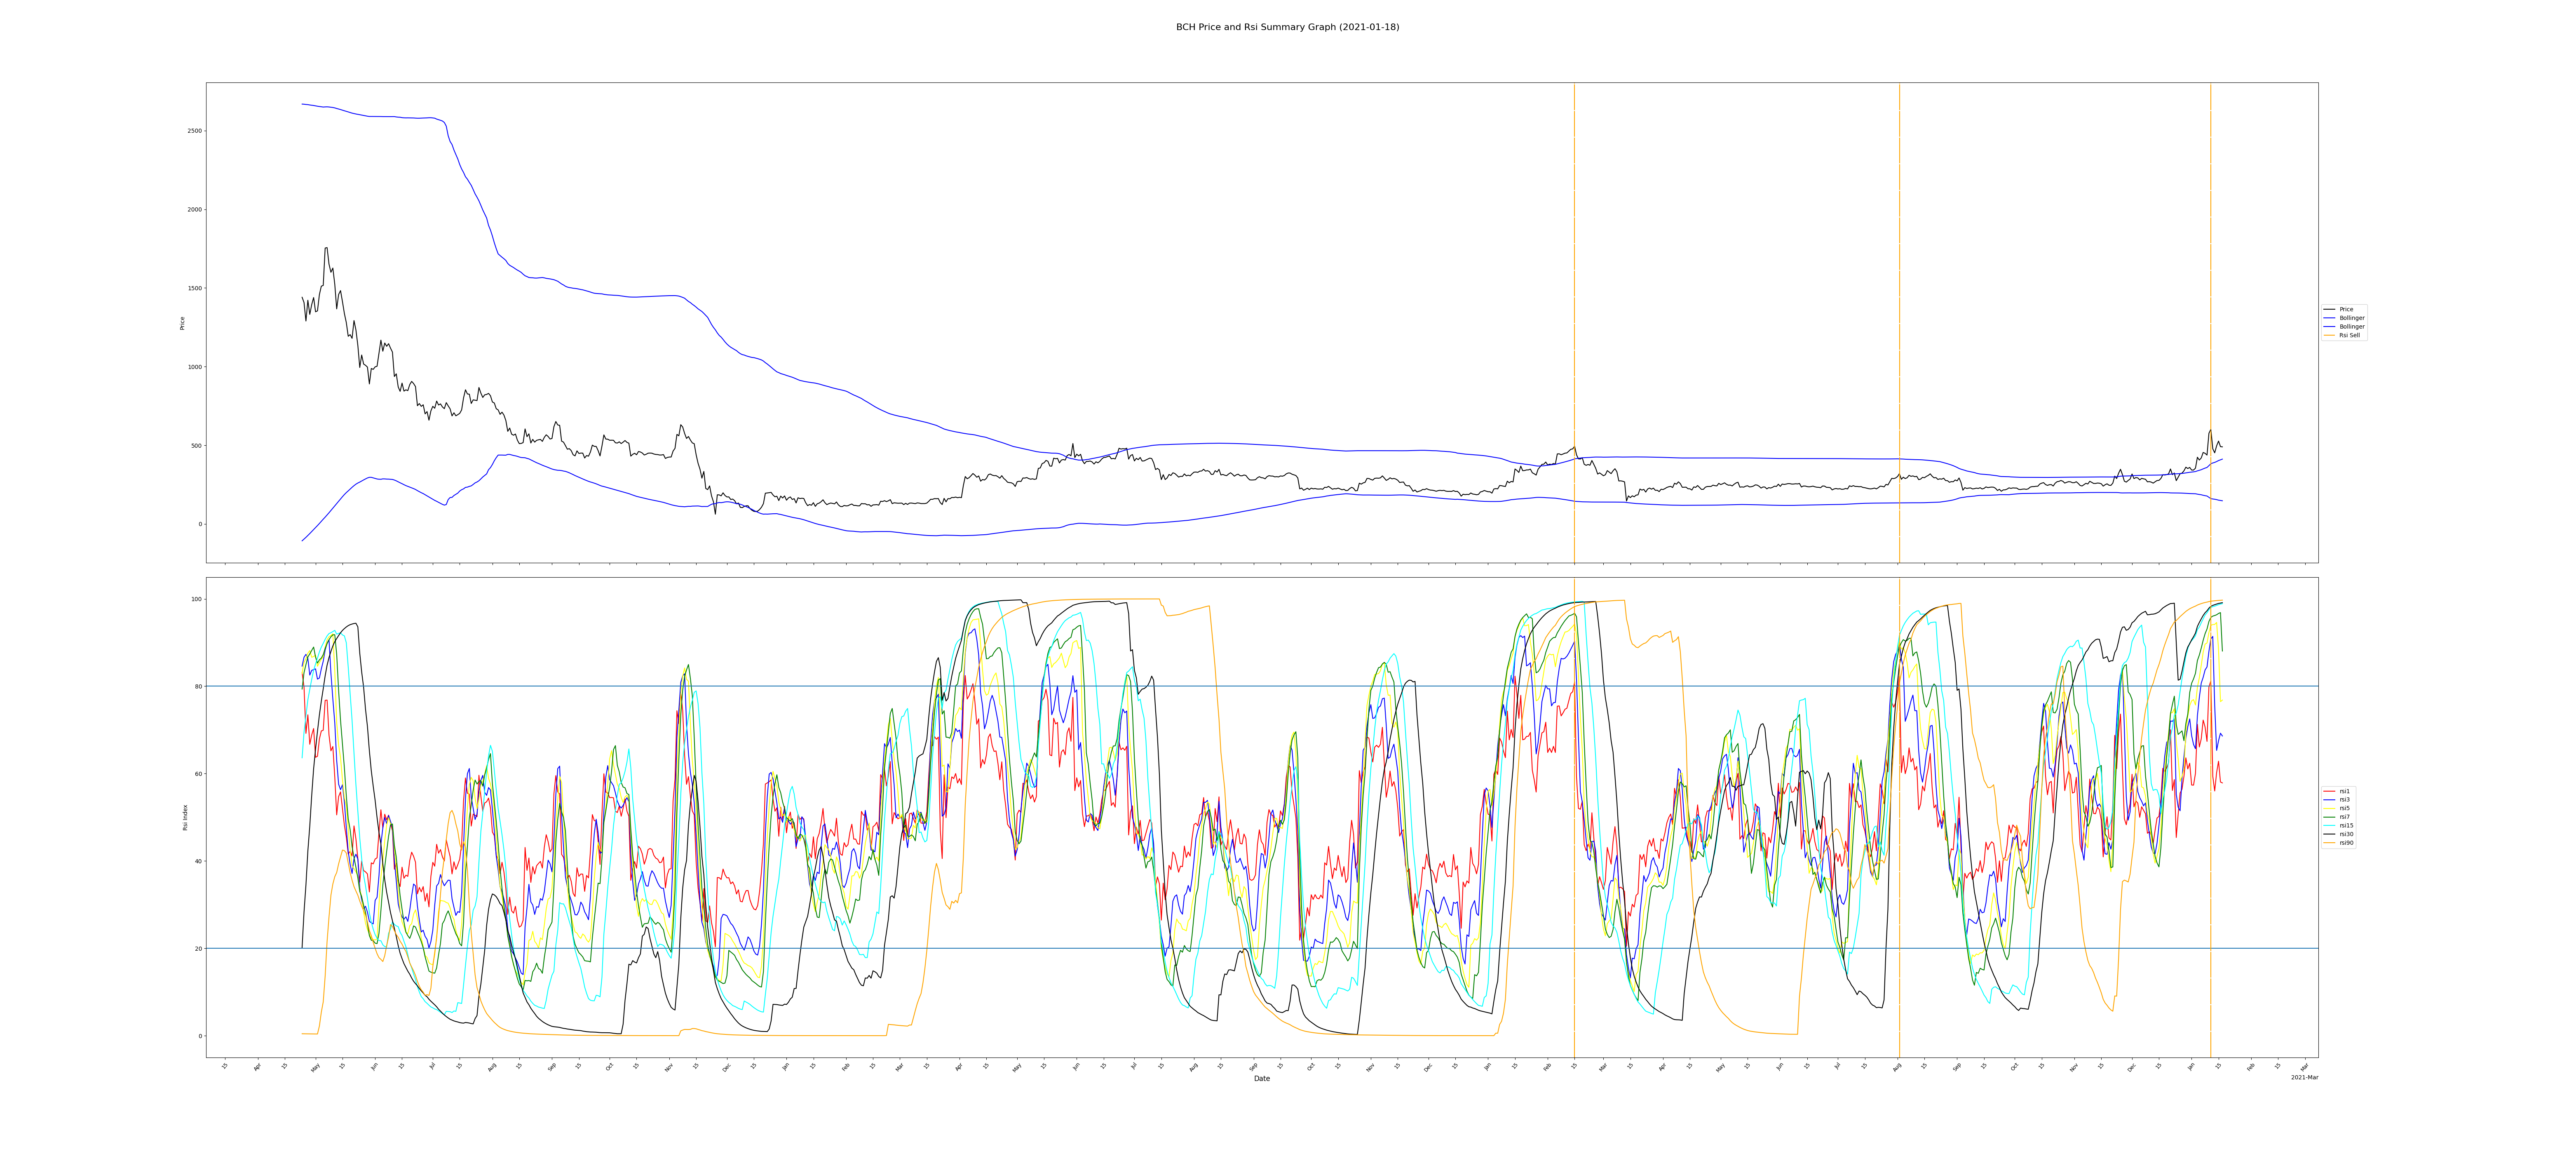 BCH Price and Rsi Summary Graph (2021-01-18)
2500
2000
1500
1000
500
0
Price
Price
Bollinger
Bollinger
Rsi Sell
100
80
60
40
20
0
Rsi Index
rsi1
rsi3
rsi5
rsi7
rsi15
rsi30
rsi90
15 Apr 15 May 15 Jun 15 Jul 15 Aug 15 Sep 15 Oct 15 Nov 15 Dec 15 Jan 15 Feb 15 Mar 15 Apr 15 May 15 Jun 15 Jul 15 Aug 15 Sep 15 Oct 15 Nov 15 Dec 15 Jan 15 Feb 15 Mar 15 Apr 15 May 15 Jun 15 Jul 15 Aug 15 Sep 15 Oct 15 Nov 15 Dec 15 Jan 15 Feb 15 Mar
Date
2021-Mar